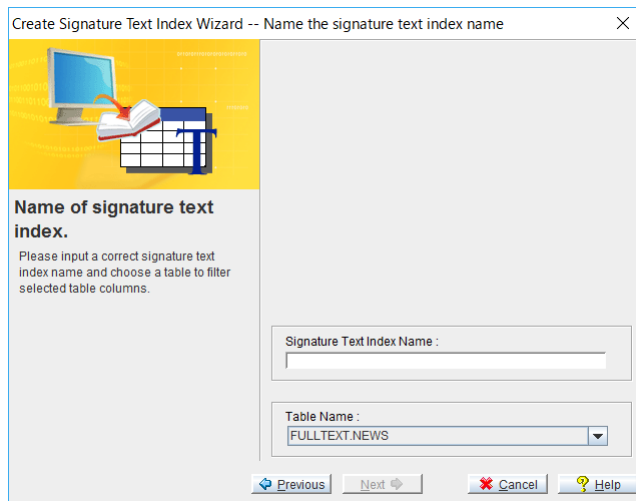 Create Signature Text Index Wizard -- Name the signature text index name
Name of signature text
index.
Please input a correct signature text
index name and choose a table to filter
selected table columns.
Signature Text Index Name :
Table Name :
FULLTEXT.NEWS
Previous Next Cancel Help